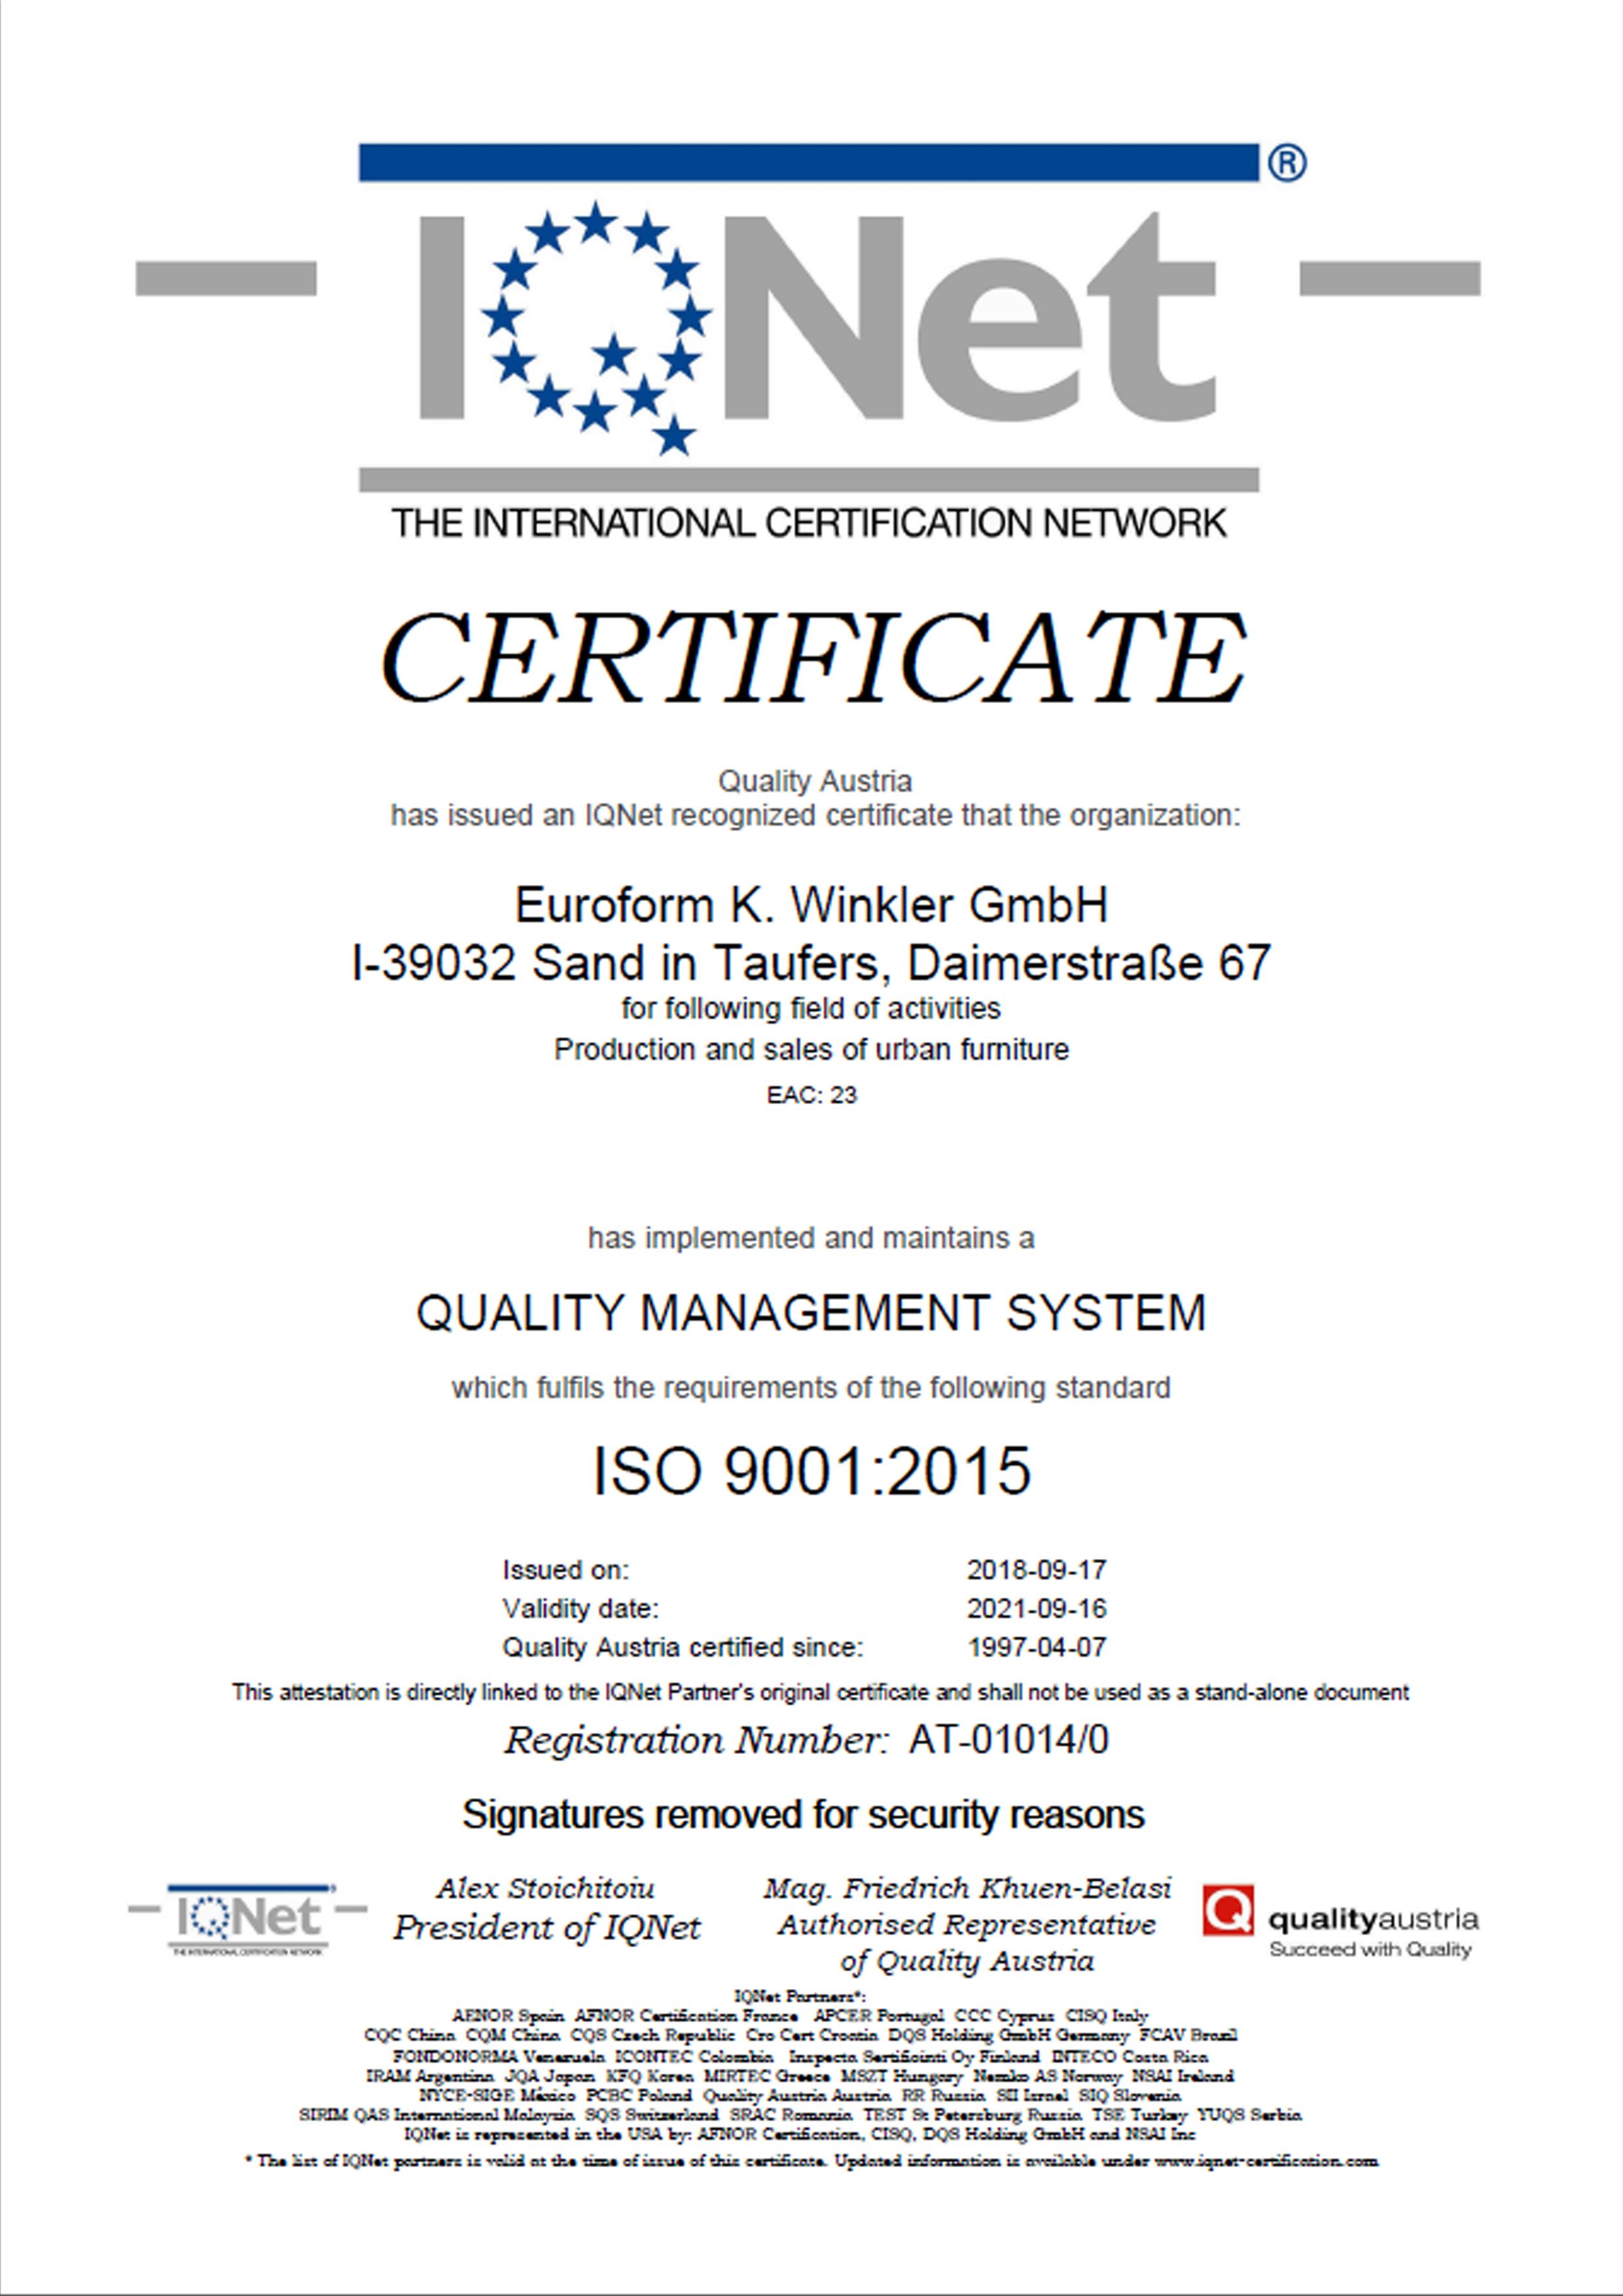 IQNet®
THE INTERNATIONAL CERTIFICATION NETWORK
CERTIFICATE
Quality Austria
has issued an IQNet recognized certificate that the organization:
Euroform K. Winkler GmbH
I-39032 Sand in Taufers, Daimerstraße 67
for following field of activities
Production and sales of urban furniture
EAC: 23
has implemented and maintains a
QUALITY MANAGEMENT SYSTEM
which fulfils the requirements of the following standard
ISO 9001:2015
Issued on: 2018-09-17
Validity date: 2021-09-16
Quality Austria certified since: 1997-04-07
This attestation is directly linked to the IQNet Partner's original certificate and shall not be used as a stand-alone document
Registration Number: AT-01014/0
Signatures removed for security reasons
IQNet
THE INTERNATIONAL CERTIFICATION NETWORK
Alex Stoichitoiu
President of IQNet
Mag. Friedrich Khuen-Belasi
Authorised Representative
of Quality Austria
Q qualityaustria
Succeed with Quality
IQNet Partners*:
AENOR Spain AFNOR Certification France APCER Portugal CCC Cyprus CISQ Italy
CQC China CQM China CQS Czech Republic Cro Cert Croatia DQS Holding GmbH Germany FCAV Brazil
FONDONORMA Venezuela ICONTEC Colombia Inspecta Sertifiointi Oy Finland INTECO Costa Rica
IRAM Argentina JQA Japan KFQ Korea MIRTEC Greece MSZT Hungary Nemko AS Norway NSAI Ireland
NYCE-SIGE México PCBC Poland Quality Austria Austria RR Russia SII Israel SIQ Slovenia
SIRIM QAS International Malaysia SQS Switzerland SRAC Romania TEST St Petersburg Russia TSE Turkey YUQS Serbia
IQNet is represented in the USA by: AFNOR Certification, CISQ, DQS Holding GmbH and NSAI Inc
* The list of IQNet partners is valid at the time of issue of this certificate. Updated information is available under www.iqnet-certification.com